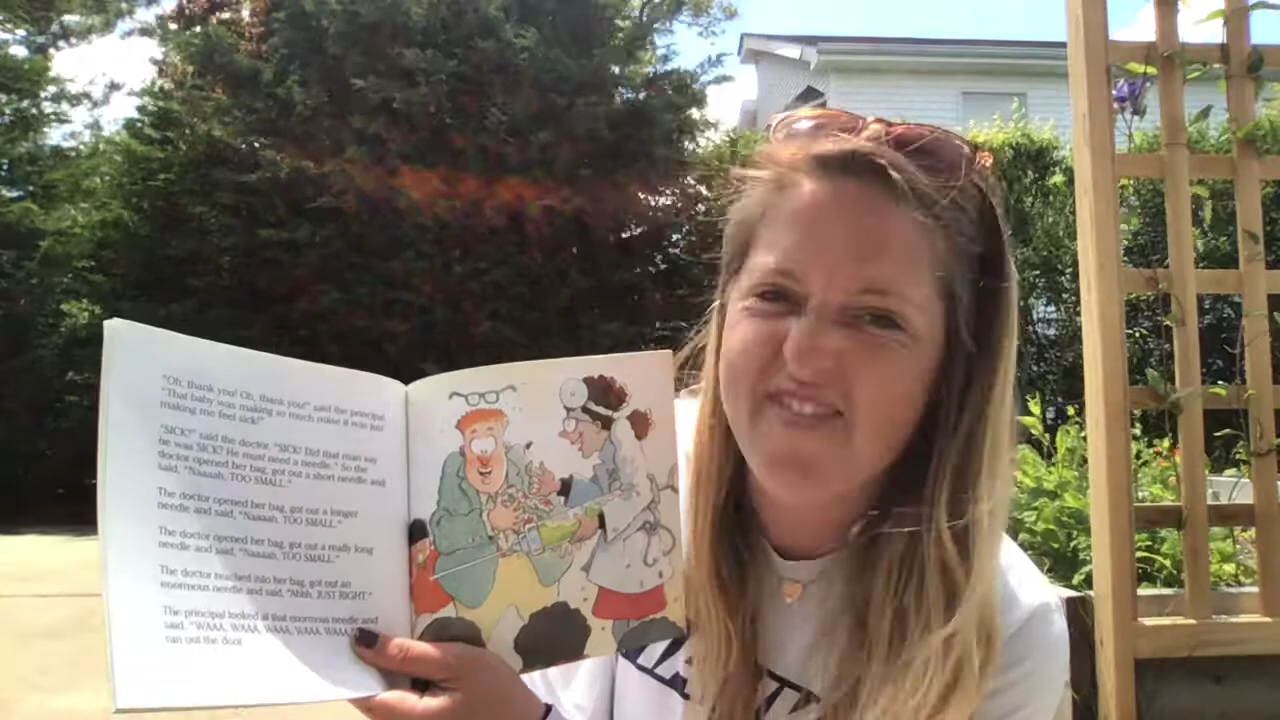 "Oh, thank you! Oh, thank you!" said the principal.
"That baby was making so much noise it was just
making me feel sick!"
"SICK?" said the doctor. "SICK! Did that man say
he was SICK? He must need a needle." So the
doctor opened her bag, got out a short needle and
said, "Naaaah, TOO SMALL."
The doctor opened her bag, got out a longer
needle and said, "Naaaah, TOO SMALL."
The doctor opened her bag, got out a really long
needle and said, "Naaaah, TOO SMALL."
The doctor reached into her bag, got out an
enormous needle and said, "Ahhh, JUST RIGHT."
The principal looked at that enormous needle and
said, "WAAA, WAAA, WAAA, WAAA, WAAA,"
ran out the door.